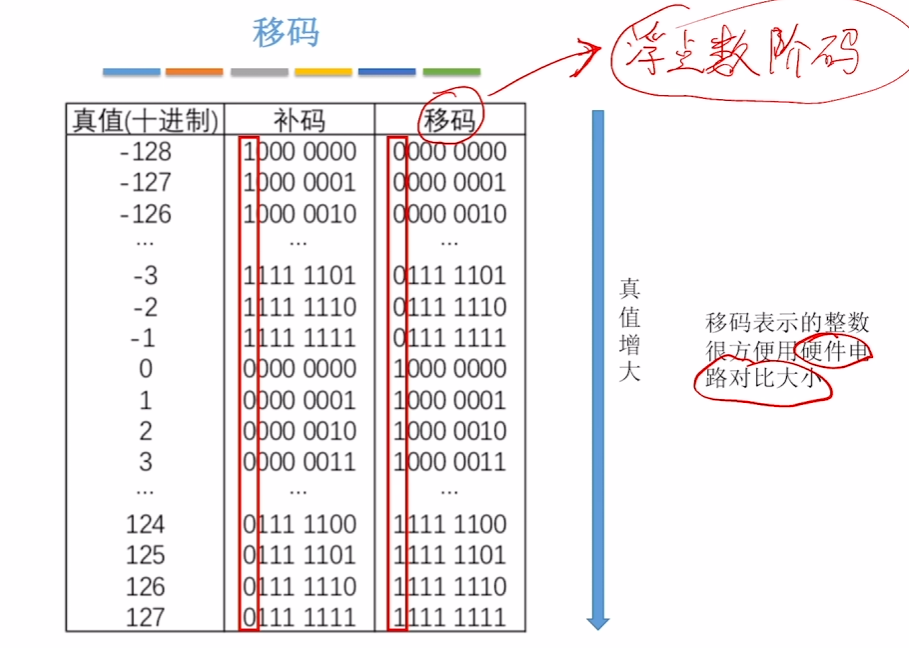 移码
浮点数阶码
真值(十进制) 补码 移码
-128 1000 0000 0000 0000
-127 1000 0001 0000 0001
-126 1000 0010 0000 0010
... ... ...
-3 1111 1101 0111 1101
-2 1111 1110 0111 1110
-1 1111 1111 0111 1111
0 0000 0000 1000 0000
1 0000 0001 1000 0001
2 0000 0010 1000 0010
3 0000 0011 1000 0011
... ... ...
124 0111 1100 1111 1100
125 0111 1101 1111 1101
126 0111 1110 1111 1110
127 0111 1111 1111 1111
真值增大
移码表示的整数
很方便用硬件电
路对比大小